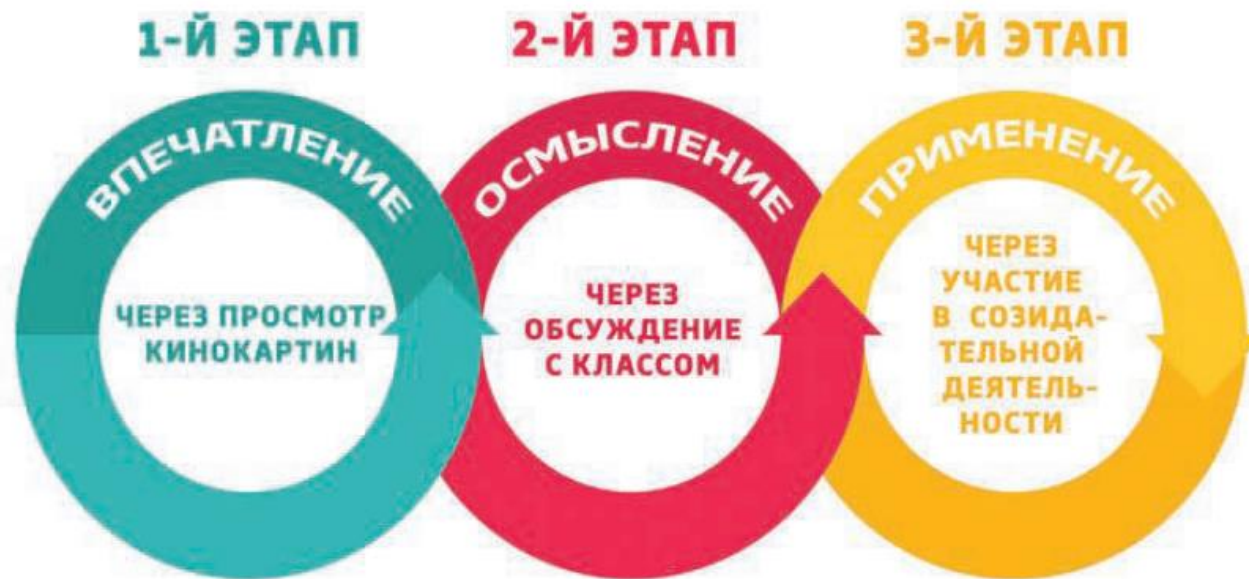 1-Й ЭТАП
ВПЕЧАТЛЕНИЕ
ЧЕРЕЗ ПРОСМОТР
КИНОКАРТИН
2-Й ЭТАП
ОСМЫСЛЕНИЕ
ЧЕРЕЗ
ОБСУЖДЕНИЕ
С КЛАССОМ
3-Й ЭТАП
ПРИМЕНЕНИЕ
ЧЕРЕЗ
УЧАСТИЕ
В СОЗИДА-
ТЕЛЬНОЙ
ДЕЯТЕЛЬ-
НОСТИ